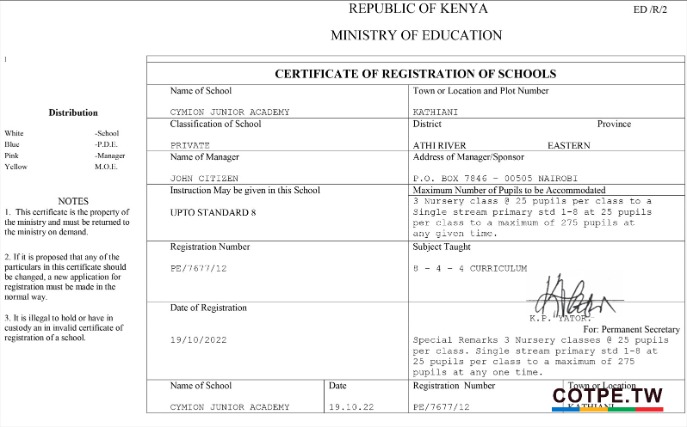 REPUBLIC OF KENYA
ED /R/2
MINISTRY OF EDUCATION
1
CERTIFICATE OF REGISTRATION OF SCHOOLS
Distribution
White -School
Blue -P.D.E.
Pink -Manager
Yellow M.O.E.
NOTES
1. This certificate is the property of
the ministry and must be returned to
the ministry on demand.
2. If it is proposed that any of the
particulars in this certificate should
be changed, a new application for
registration must be made in the
normal way.
3. It is illegal to hold or have in
custody an in invalid certificate of
registration of a school.
Name of School
CYMION JUNIOR ACADEMY
Town or Location and Plot Number
KATHIANI
Classification of School
PRIVATE
District Province
ATHI RIVER EASTERN
Name of Manager
JOHN CITIZEN
Address of Manager/Sponsor
P.O. BOX 7846 – 00505 NAIROBI
Instruction May be given in this School
UPTO STANDARD 8
Maximum Number of Pupils to be Accommodated
3 Nursery class @ 25 pupils per class to a
Single stream primary std 1-8 at 25 pupils
per class to a maximum of 275 pupils at
any given time.
Registration Number
PE/7677/12
Subject Taught
8 - 4 - 4 CURRICULUM
K.P. YATOR.
For: Permanent Secretary
Date of Registration
19/10/2022
Special Remarks 3 Nursery classes @ 25 pupils
per class. Single stream primary std 1-8 at
25 pupils per class to a maximum of 275
pupils at any one time.
Name of School
CYMION JUNIOR ACADEMY
Date
19.10.22
Registration Number
PE/7677/12
Town or Location
KATHIANI
COTPE.TW